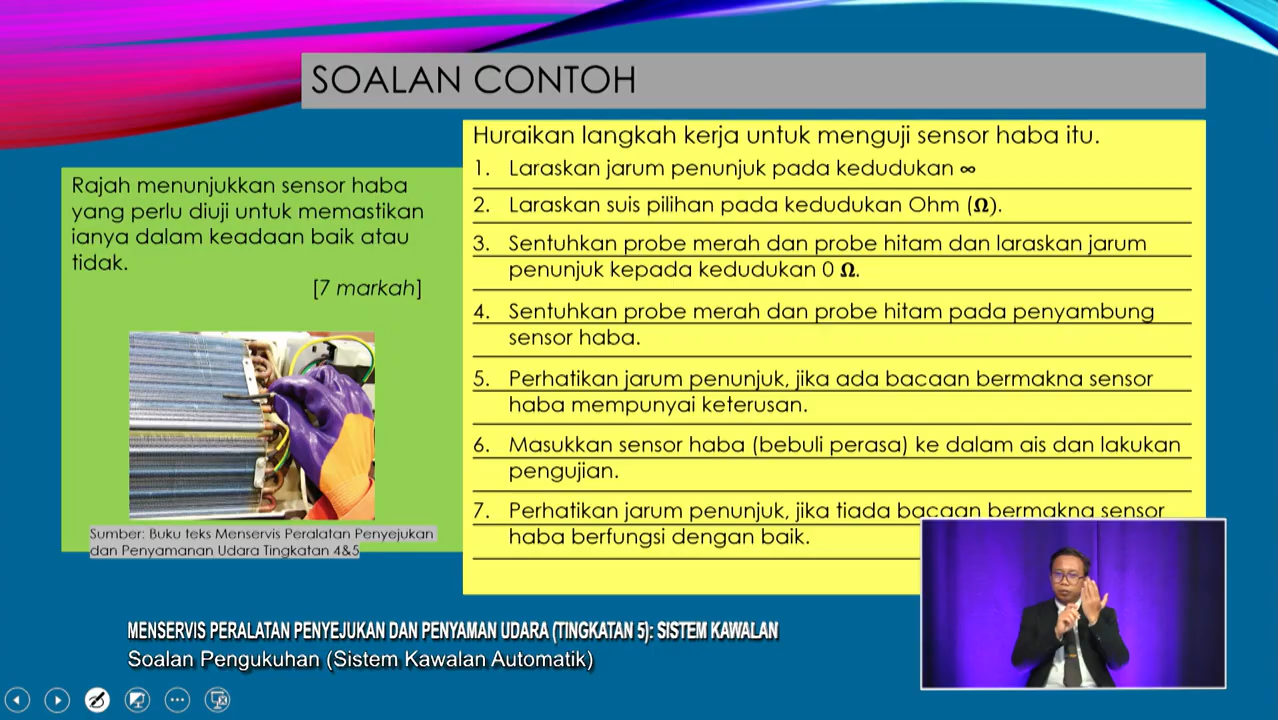 SOALAN CONTOH
Rajah menunjukkan sensor haba
yang perlu diuji untuk memastikan
ianya dalam keadaan baik atau
tidak.
[7 markah]
Sumber: Buku teks Menservis Peralatan Penyejukan
dan Penyamanan Udara Tingkatan 4&5
Huraikan langkah kerja untuk menguji sensor haba itu.
1. Laraskan jarum penunjuk pada kedudukan ∞
2. Laraskan suis pilihan pada kedudukan Ohm (Ω).
3. Sentuhkan probe merah dan probe hitam dan laraskan jarum
penunjuk kepada kedudukan 0 Ω.
4. Sentuhkan probe merah dan probe hitam pada penyambung
sensor haba.
5. Perhatikan jarum penunjuk, jika ada bacaan bermakna sensor
haba mempunyai keterusan.
6. Masukkan sensor haba (bebuli perasa) ke dalam ais dan lakukan
pengujian.
7. Perhatikan jarum penunjuk, jika tiada bacaan bermakna sensor
haba berfungsi dengan baik.
MENSERVIS PERALATAN PENYEJUKAN DAN PENYAMAN UDARA (TINGKATAN 5): SISTEM KAWALAN
Soalan Pengukuhan (Sistem Kawalan Automatik)